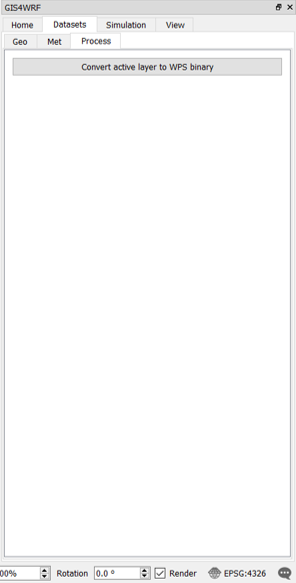 GIS4WRF
Home Datasets Simulation View
Geo Met Process
Convert active layer to WPS binary
00% Rotation 0.0 ° Render EPSG:4326